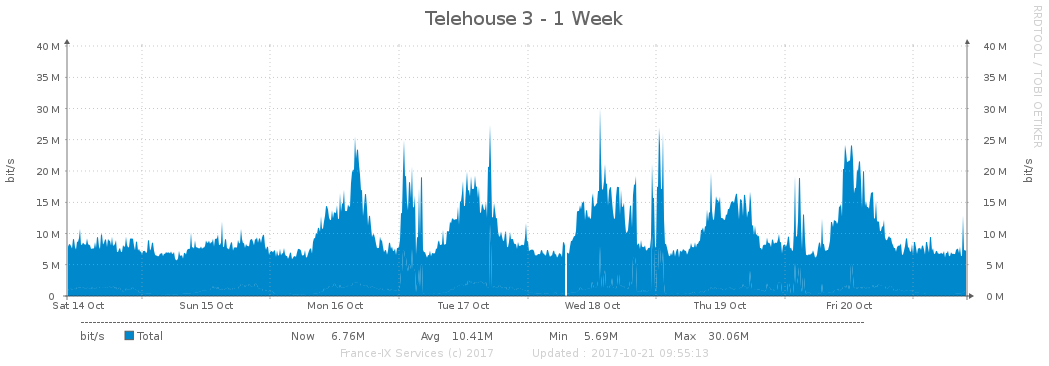 Telehouse 3 - 1 Week
RRDTOOL / TOBI OETIKER
bit/s
bit/s
40 M 40 M
35 M 35 M
30 M 30 M
25 M 25 M
20 M 20 M
15 M 15 M
10 M 10 M
5 M 5 M
0 0 M
Sat 14 Oct Sun 15 Oct Mon 16 Oct Tue 17 Oct Wed 18 Oct Thu 19 Oct Fri 20 Oct
bit/s Total Now 6.76M Avg 10.41M Min 5.69M Max 30.06M
France-IX Services (c) 2017 Updated : 2017-10-21 09:55:13